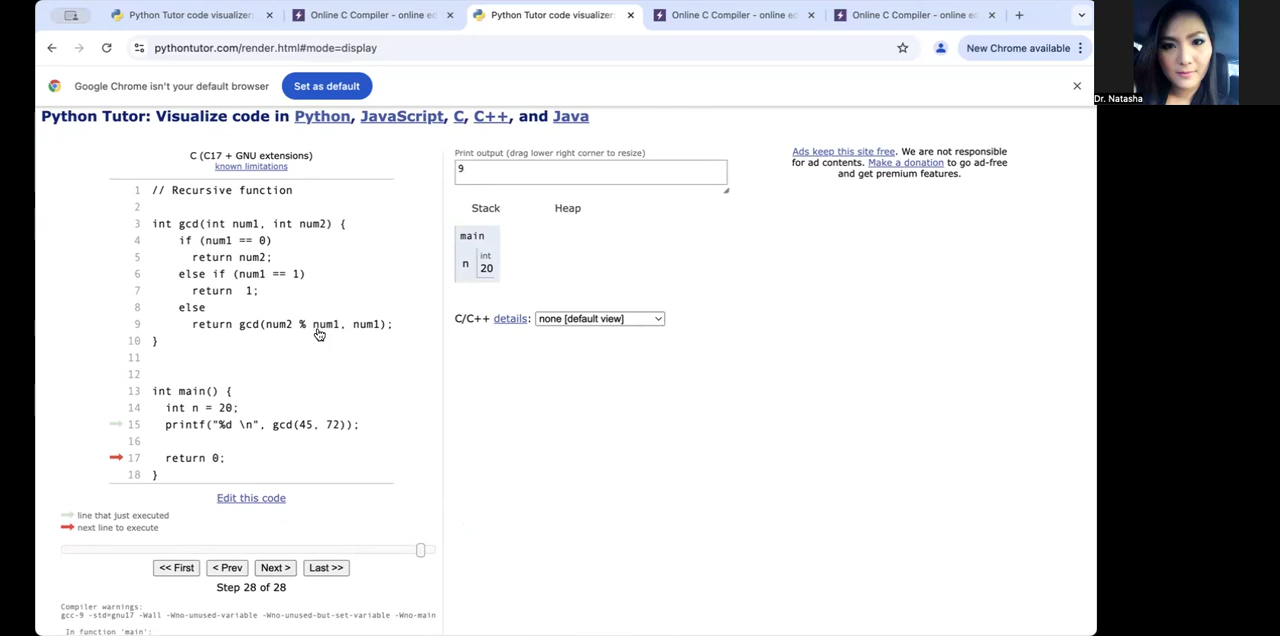 Python Tutor code visualizer:
Online C Compiler - online ed
Python Tutor code visualizer:
Online C Compiler - online ed
Online C Compiler - online ed
pythontutor.com/render.html#mode=display
New Chrome available
Google Chrome isn't your default browser
Set as default
Dr. Natasha
Python Tutor: Visualize code in Python, JavaScript, C, C++, and Java
C (C17 + GNU extensions)
known limitations
1 // Recursive function
2
3 int gcd(int num1, int num2) {
4 if (num1 == 0)
5 return num2;
6 else if (num1 == 1)
7 return 1;
8 else
9 return gcd(num2 % num1, num1);
10 }
11
12
13 int main() {
14 int n = 20;
15 printf("%d \n", gcd(45, 72));
16
17 return 0;
18 }
Edit this code
line that just executed
next line to execute
<< First
< Prev
Next >
Last >>
Step 28 of 28
Compiler warnings:
gcc-9 -std=gnu17 -Wall -Wno-unused-variable -Wno-unused-but-set-variable -Wno-main
In function 'main':
Print output (drag lower right corner to resize)
9
Stack
Heap
main
int
n 20
C/C++ details: none [default view]
Ads keep this site free. We are not responsible
for ad contents. Make a donation to go ad-free
and get premium features.